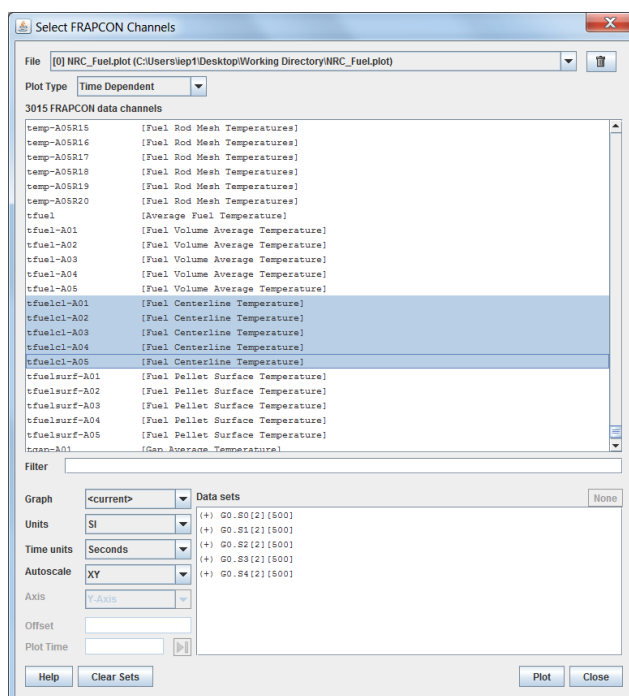 Select FRAPCON Channels
File [0] NRC_Fuel.plot (C:\Users\iep1\Desktop\Working Directory\NRC_Fuel.plot)
Plot Type Time Dependent
3015 FRAPCON data channels
temp-A05R15 [Fuel Rod Mesh Temperatures]
temp-A05R16 [Fuel Rod Mesh Temperatures]
temp-A05R17 [Fuel Rod Mesh Temperatures]
temp-A05R18 [Fuel Rod Mesh Temperatures]
temp-A05R19 [Fuel Rod Mesh Temperatures]
temp-A05R20 [Fuel Rod Mesh Temperatures]
tfuel [Average Fuel Temperature]
tfuel-A01 [Fuel Volume Average Temperature]
tfuel-A02 [Fuel Volume Average Temperature]
tfuel-A03 [Fuel Volume Average Temperature]
tfuel-A04 [Fuel Volume Average Temperature]
tfuel-A05 [Fuel Volume Average Temperature]
tfuelcl-A01 [Fuel Centerline Temperature]
tfuelcl-A02 [Fuel Centerline Temperature]
tfuelcl-A03 [Fuel Centerline Temperature]
tfuelcl-A04 [Fuel Centerline Temperature]
tfuelcl-A05 [Fuel Centerline Temperature]
tfuelsurf-A01 [Fuel Pellet Surface Temperature]
tfuelsurf-A02 [Fuel Pellet Surface Temperature]
tfuelsurf-A03 [Fuel Pellet Surface Temperature]
tfuelsurf-A04 [Fuel Pellet Surface Temperature]
tfuelsurf-A05 [Fuel Pellet Surface Temperature]
tgap-A01 [Gap Average Temperature]
Filter
Graph <current> Data sets None
Units SI
Time units Seconds
Autoscale XY
Axis Y-Axis
Offset
Plot Time
(+) G0.S0[2][500]
(+) G0.S1[2][500]
(+) G0.S2[2][500]
(+) G0.S3[2][500]
(+) G0.S4[2][500]
Help Clear Sets Plot Close